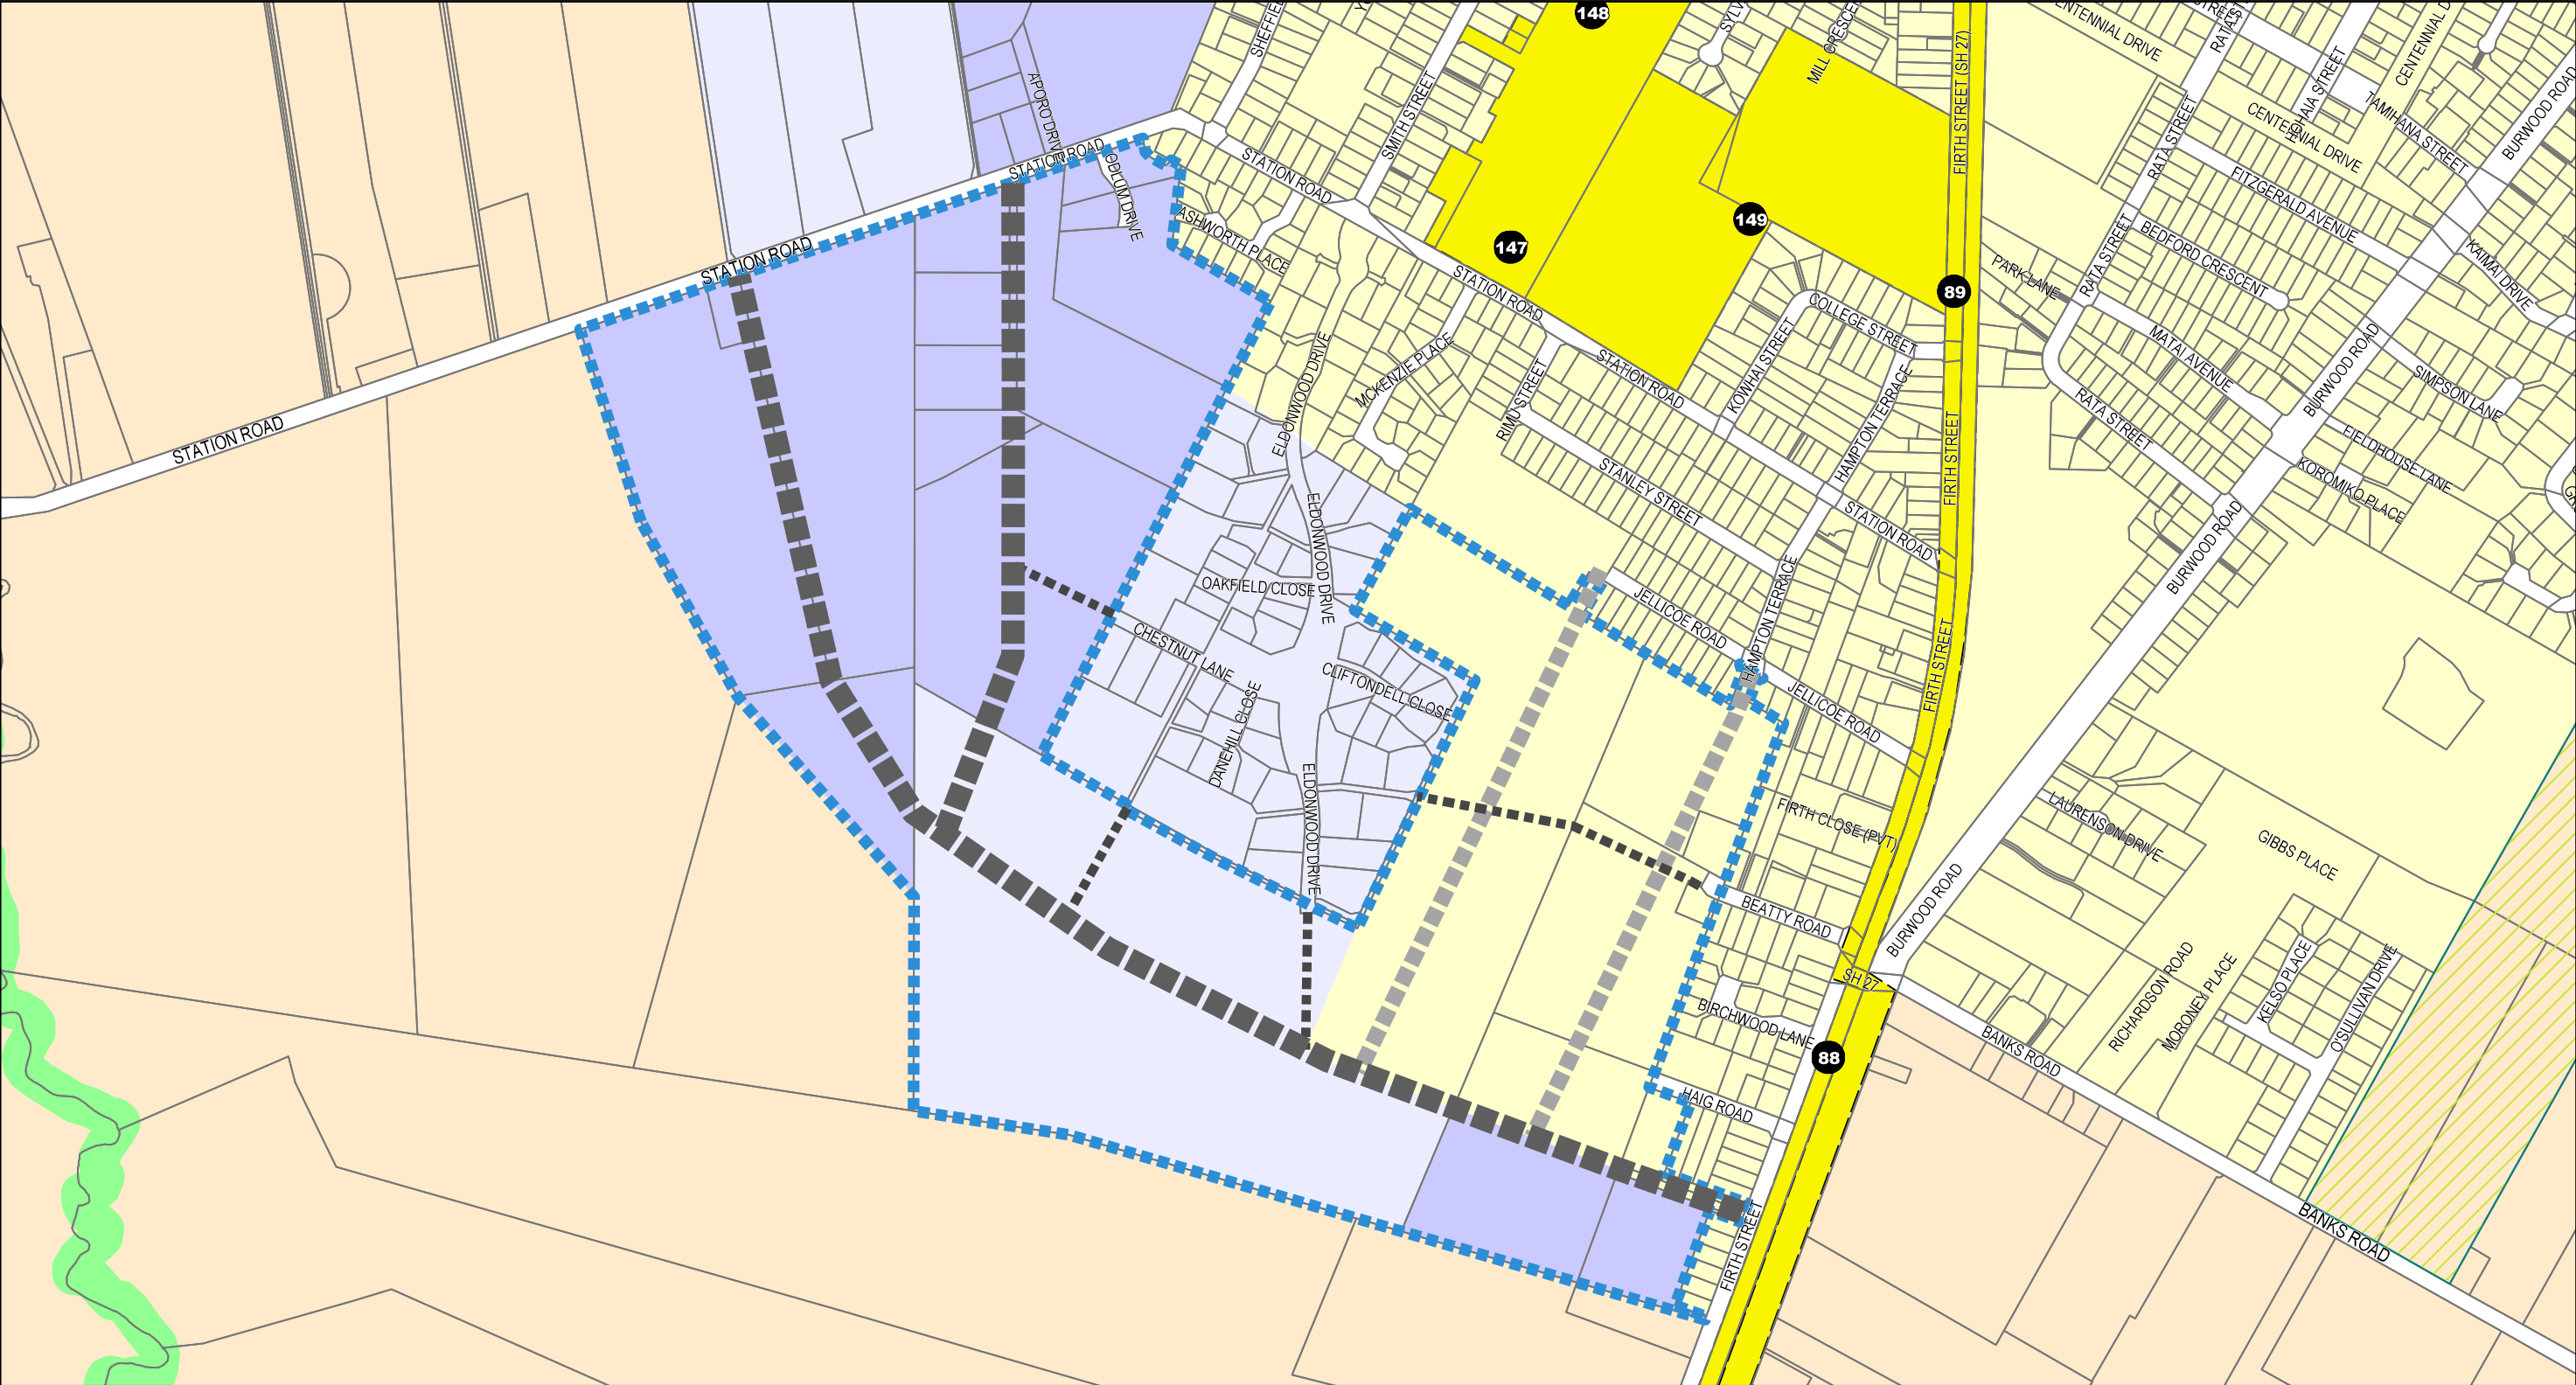 148
FIRTH STREET (SH 27)
CENTENNIAL DRIVE
TAMIHANA STREET
BURWOOD ROAD
APORO DRIVE
SMITH STREET
RATA STREET
CENTENNIAL DRIVE
STATION ROAD
STATION ROAD
ASHWORTH PLACE
149
147
FITZGERALD AVENUE
BEDFORD CRESCENT
KAIMAI DRIVE
RATA STREET
PARK LANE
89
STATION ROAD
STATION ROAD
COLLEGE STREET
KOWHAI STREET
MATAI AVENUE
BURWOOD ROAD
SIMPSON LANE
ELDONWOOD DRIVE
MCKENZIE PLACE
RIMU STREET
STATION ROAD
HAMPTON TERRACE
FIRTH STREET
RATA STREET
FIELDHOUSE LANE
KOROMIKO PLACE
STATION ROAD
STANLEY STREET
STATION ROAD
ELDONWOOD DRIVE
OAKFIELD CLOSE
BURWOOD ROAD
JELLICOE ROAD
HAMPTON TERRACE
FIRTH STREET
CHESTNUT LANE
CLIFTONDELL CLOSE
DANEHILL CLOSE
JELLICOE ROAD
ELDONWOOD DRIVE
FIRTH CLOSE (PVT)
LAURENSON DRIVE
GIBBS PLACE
BEATTY ROAD
BURWOOD ROAD
SH 27
BIRCHWOOD LANE
88
RICHARDSON ROAD
MORONEY PLACE
KELSO PLACE
O'SULLIVAN DRIVE
BANKS ROAD
HAIG ROAD
FIRTH STREET
BANKS ROAD